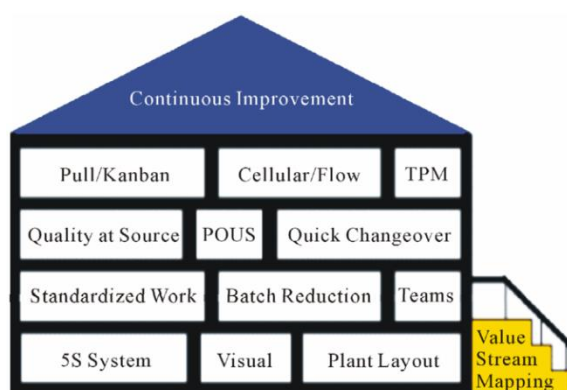 Continuous Improvement
Pull/Kanban Cellular/Flow TPM
Quality at Source POUS Quick Changeover
Standardized Work Batch Reduction Teams
5S System Visual Plant Layout
Value
Stream
Mapping